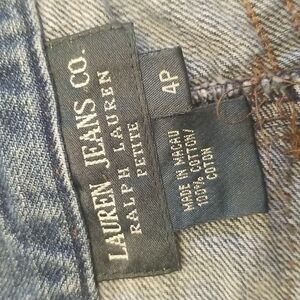 LAUREN JEANS CO.
RALPH LAUREN
PETITE
4P
MADE IN MACAU
100% COTTON/
COTON